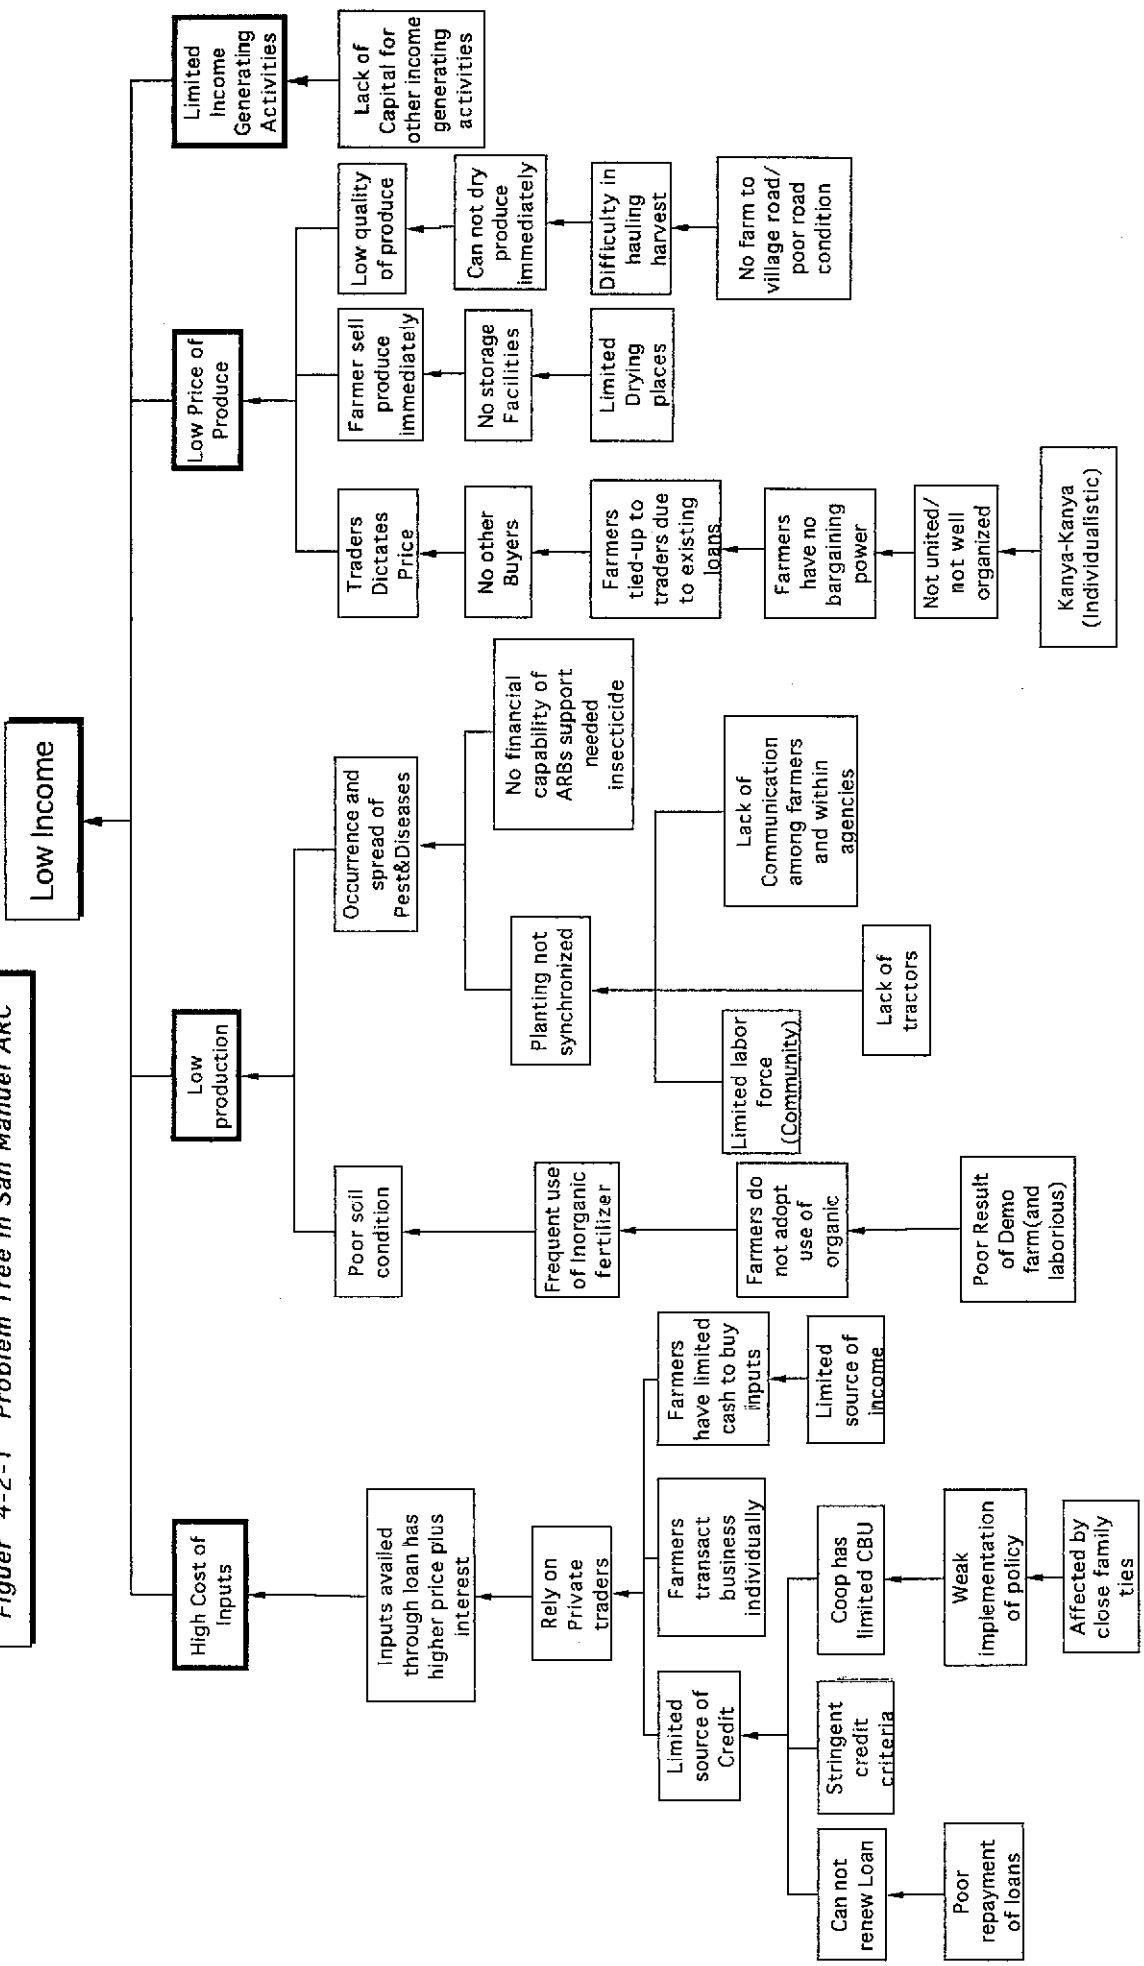 Figuer 4-2-1 Problem Tree in San Manuel ARC
Low Income
High Cost of
Inputs
Low
production
Low Price of
Produce
Limited
Income
Generating
Activities
Inputs availed
through loan has
higher price plus
interest
Rely on
Private
traders
Limited
source of
Credit
Farmers
transact
business
individually
Farmers
have limited
cash to buy
inputs
Limited
source of
income
Can not
renew Loan
Stringent
credit
criteria
Coop has
limited CBU
Poor
repayment
of loans
Weak
implementation
of policy
Affected by
close family
ties
Poor soil
condition
Frequent use
of Inorganic
fertilizer
Farmers do
not adopt
use of
organic
Poor Result
of Demo
farm(and
laborious)
Occurrence and
spread of
Pest&Diseases
Planting not
synchronized
No financial
capability of
ARBs support
needed
insecticide
Limited labor
force
(Community)
Lack of
tractors
Lack of
Communication
among farmers
and within
agencies
Traders
Dictates
Price
No other
Buyers
Farmers
tied-up to
traders due
to existing
loans
Farmers
have no
bargaining
power
Not united/
not well
organized
Kanya-Kanya
(Individualistic)
Farmer sell
produce
immediately
No storage
Facilities
Limited
Drying
places
Low quality
of produce
Can not dry
produce
immediately
Difficulty in
hauling
harvest
No farm to
village road/
poor road
condition
Lack of
Capital for
other income
generating
activities